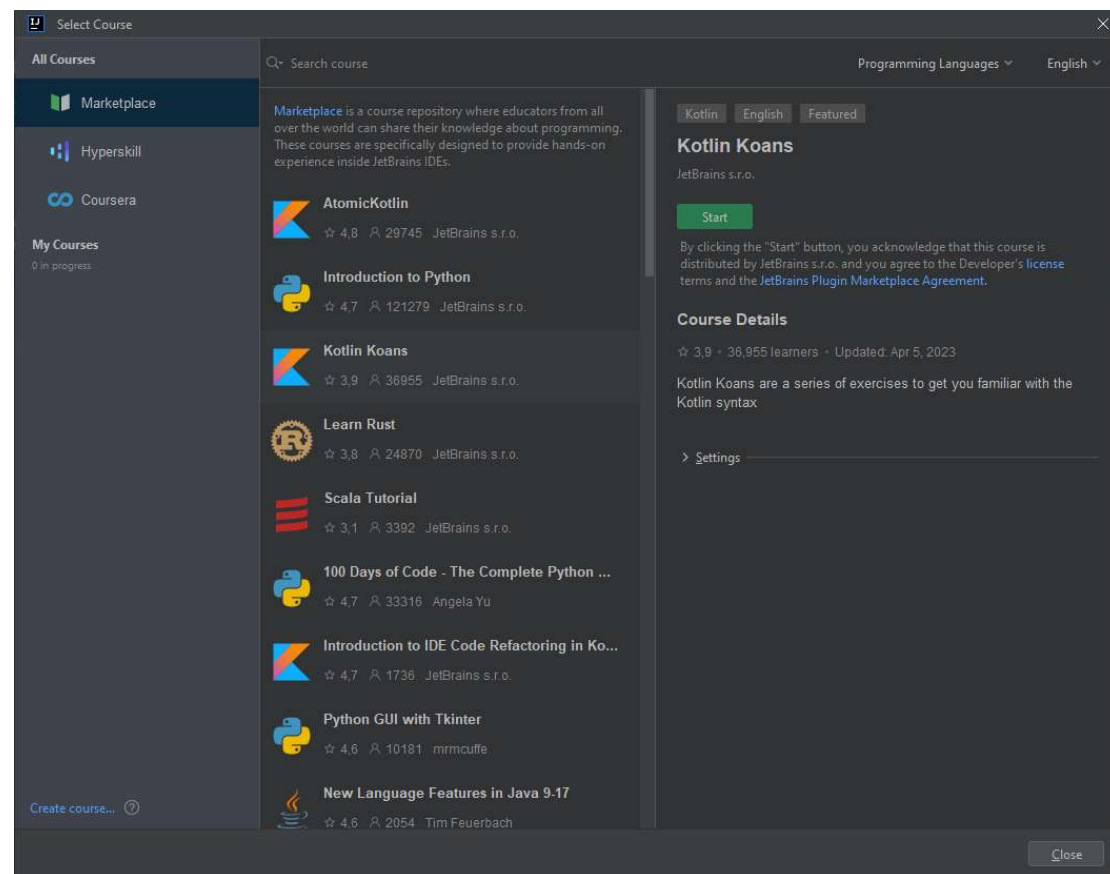 Select Course
All Courses
Marketplace
Hyperskill
Coursera
My Courses
0 in progress
Create course...
Search course
Programming Languages
English
Marketplace is a course repository where educators from all
over the world can share their knowledge about programming.
These courses are specifically designed to provide hands-on
experience inside JetBrains IDEs.
AtomicKotlin
4,8 29745 JetBrains s.r.o.
Introduction to Python
4,7 121279 JetBrains s.r.o.
Kotlin Koans
3,9 36955 JetBrains s.r.o.
Learn Rust
3,8 24870 JetBrains s.r.o.
Scala Tutorial
3,1 3392 JetBrains s.r.o.
100 Days of Code - The Complete Python ...
4,7 33316 Angela Yu
Introduction to IDE Code Refactoring in Ko...
4,7 1736 JetBrains s.r.o.
Python GUI with Tkinter
4,6 10181 mrmcuffe
New Language Features in Java 9-17
4,6 2054 Tim Feuerbach
Kotlin English Featured
Kotlin Koans
JetBrains s.r.o.
Start
By clicking the "Start" button, you acknowledge that this course is
distributed by JetBrains s.r.o. and you agree to the Developer's license
terms and the JetBrains Plugin Marketplace Agreement.
Course Details
3,9 • 36,955 learners • Updated: Apr 5, 2023
Kotlin Koans are a series of exercises to get you familiar with the
Kotlin syntax
Settings
Close